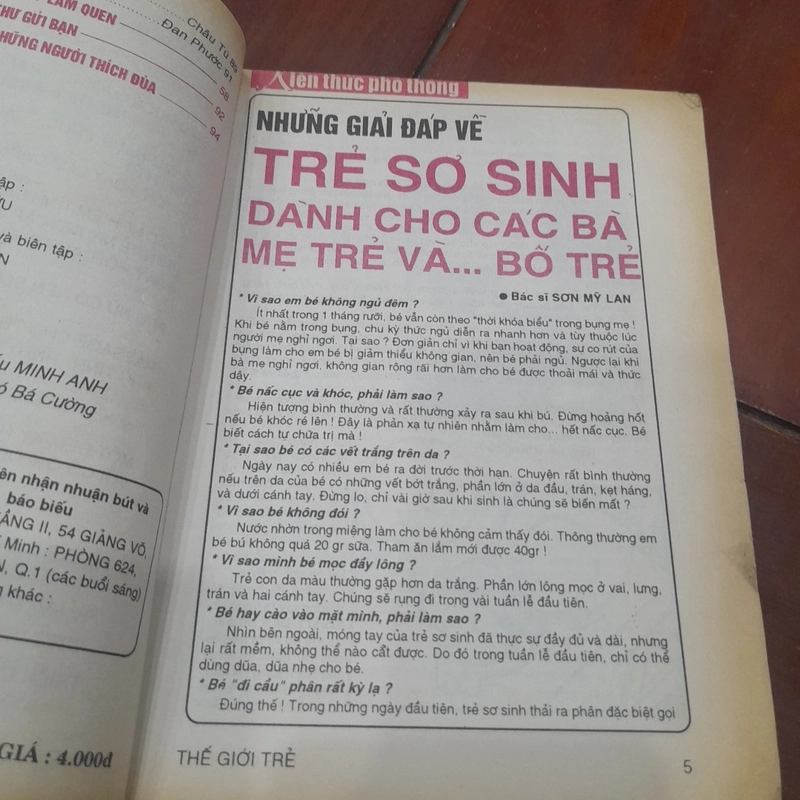 LÀM QUEN
Châu Tú 89
THƯ GỬI BẠN
Đan Phước 91
NHỮNG NGƯỜI THÍCH ĐÙA
58
92
94
và biên tập :
MINH ANH
Bá Cường
nhận nhuận bút và
báo biếu
II, 54 GIẢNG VÕ,
Minh : PHÒNG 624,
Q.1 (các buổi sáng)
khác :
GIÁ : 4.000đ
Kiến thức phổ thông
NHỮNG GIẢI ĐÁP VỀ
TRẺ SƠ SINH
DÀNH CHO CÁC BÀ
MẸ TRẺ VÀ... BỐ TRẺ
● Bác sĩ SƠN MỸ LAN
* Vì sao em bé không ngủ đêm ?
Ít nhất trong 1 tháng rưỡi, bé vẫn còn theo "thời khóa biểu" trong bụng mẹ !
Khi bé nằm trong bụng, chu kỳ thức ngủ diễn ra nhanh hơn và tùy thuộc lúc
người mẹ nghỉ ngơi. Tại sao ? Đơn giản chỉ vì khi bạn hoạt động, sự co rút của
bụng làm cho em bé bị giảm thiểu không gian, nên bé phải ngủ. Ngược lại khi
bà mẹ nghỉ ngơi, không gian rộng rãi hơn làm cho bé được thoải mái và thức
dậy.
* Bé nấc cục và khóc, phải làm sao ?
Hiện tượng bình thường và rất thường xảy ra sau khi bú. Đừng hoảng hốt
nếu bé khóc ré lên ! Đây là phản xạ tự nhiên nhằm làm cho... hết nấc cục. Bé
biết cách tự chữa trị mà !
* Tại sao bé có các vết trắng trên da ?
Ngày nay có nhiều em bé ra đời trước thời hạn. Chuyện rất bình thường
nếu trên da của bé có những vết bớt trắng, phần lớn ở da đầu, trán, kẹt háng,
và dưới cánh tay. Đừng lo, chỉ vài giờ sau khi sinh là chúng sẽ biến mất ?
* Vì sao bé không đói ?
Nước nhờn trong miệng làm cho bé không cảm thấy đói. Thông thường em
bé bú không quá 20 gr sữa. Tham ăn lắm mới được 40gr !
* Vì sao mình bé mọc đầy lông ?
Trẻ con da màu thường gặp hơn da trắng. Phần lớn lông mọc ở vai, lưng,
trán và hai cánh tay. Chúng sẽ rụng đi trong vài tuần lễ đầu tiên.
* Bé hay cào vào mặt mình, phải làm sao ?
Nhìn bên ngoài, móng tay của trẻ sơ sinh đã thực sự đầy đủ và dài, nhưng
lại rất mềm, không thể nào cắt được. Do đó trong tuần lễ đầu tiên, chỉ có thể
dùng dũa, dũa nhẹ cho bé.
* Bé "đi cầu" phân rất kỳ lạ ?
Đúng thế ! Trong những ngày đầu tiên, trẻ sơ sinh thải ra phân đặc biệt gọi
THẾ GIỚI TRẺ
5